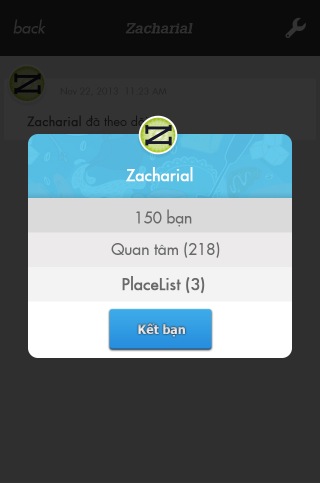 back
Zacharial
Nov 22, 2013 11:23 AM
Zacharial đã theo
Zacharial
150 bạn
Quan tâm (218)
PlaceList (3)
Kết bạn